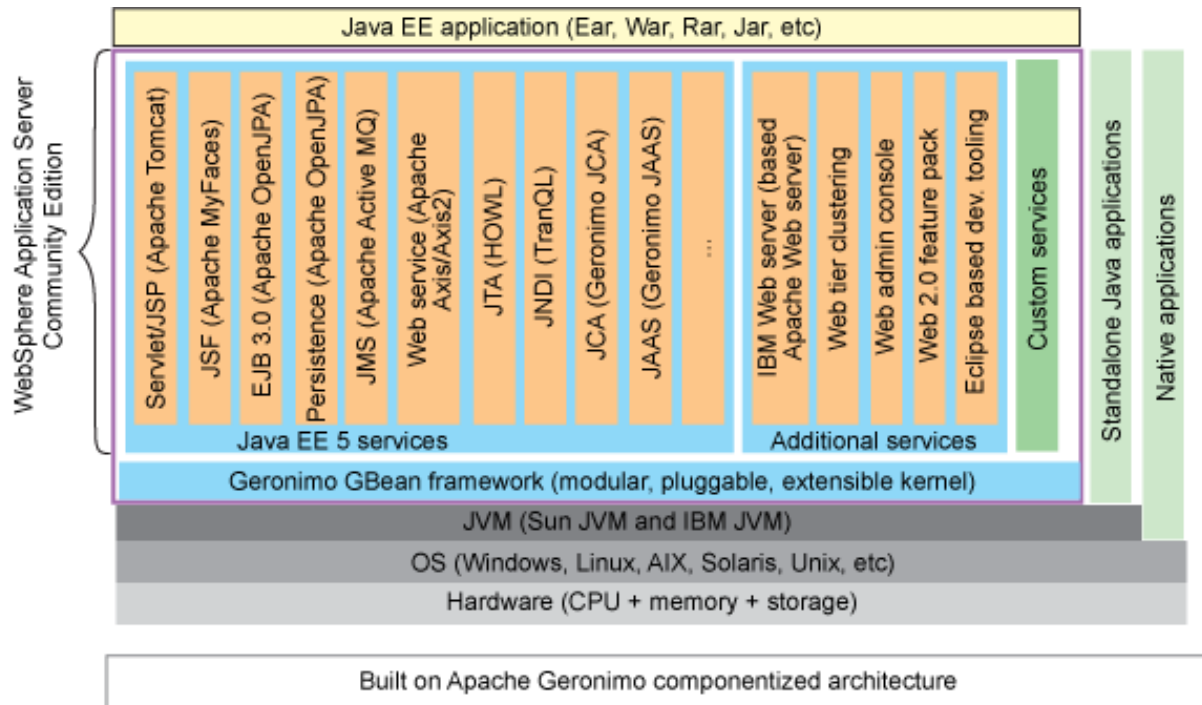 Java EE application (Ear, War, Rar, Jar, etc)
WebSphere Application Server
Community Edition
Servlet/JSP (Apache Tomcat)
JSF (Apache MyFaces)
EJB 3.0 (Apache OpenJPA)
Persistence (Apache OpenJPA)
JMS (Apache Active MQ)
Web service (Apache
Axis/Axis2)
JTA (HOWL)
JNDI (TranQL)
JCA (Geronimo JCA)
JAAS (Geronimo JAAS)
...
Java EE 5 services
IBM Web server (based
Apache Web server)
Web tier clustering
Web admin console
Web 2.0 feature pack
Eclipse based dev. tooling
Additional services
Custom services
Standalone Java applications
Native applications
Geronimo GBean framework (modular, pluggable, extensible kernel)
JVM (Sun JVM and IBM JVM)
OS (Windows, Linux, AIX, Solaris, Unix, etc)
Hardware (CPU + memory + storage)
Built on Apache Geronimo componentized architecture